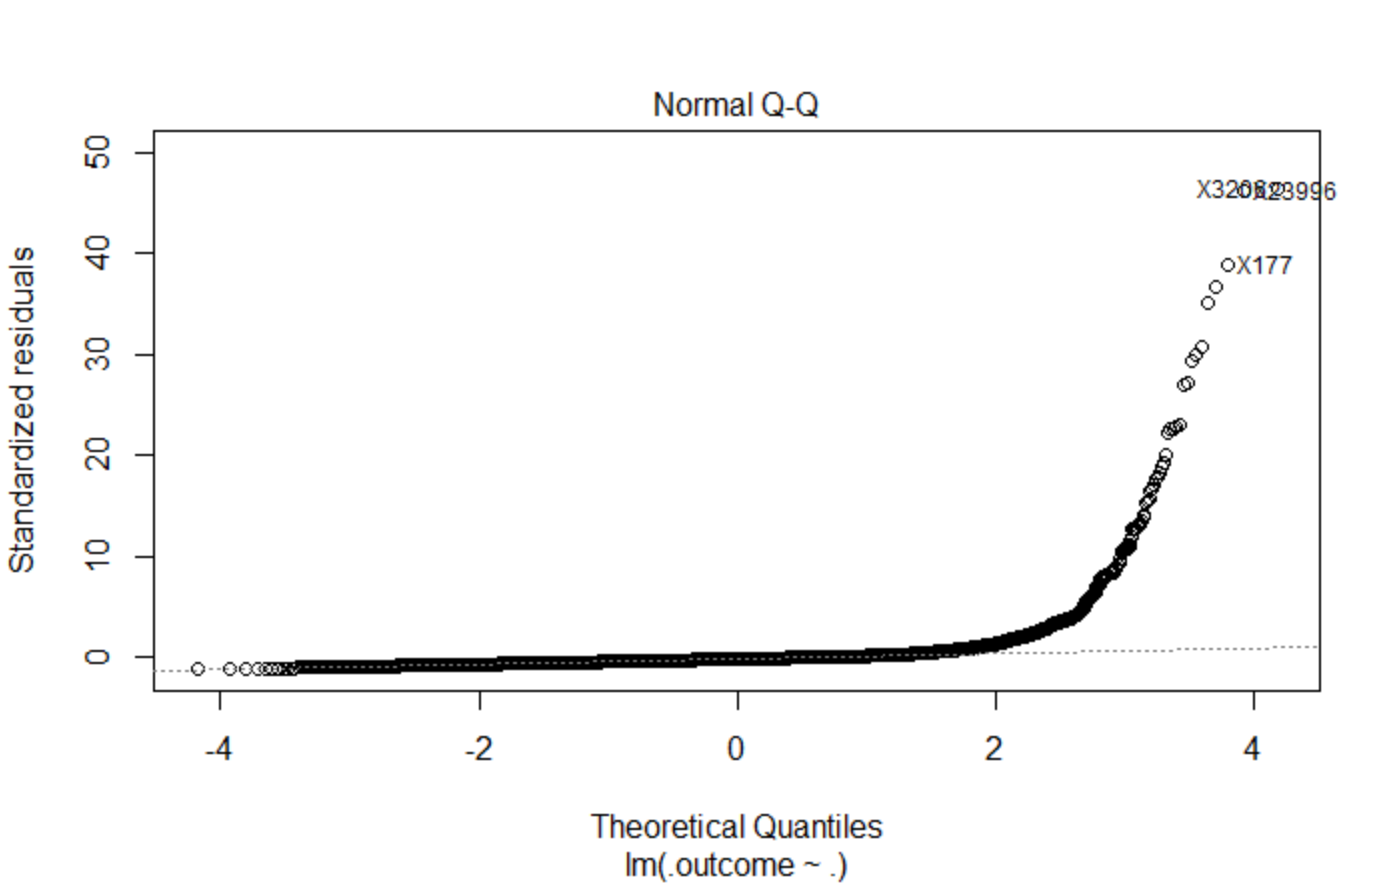 Normal Q-Q
50
X23996
40
X177
30
20
10
0
Standardized residuals
-4
-2
0
2
4
Theoretical Quantiles
lm(.outcome ~ .)